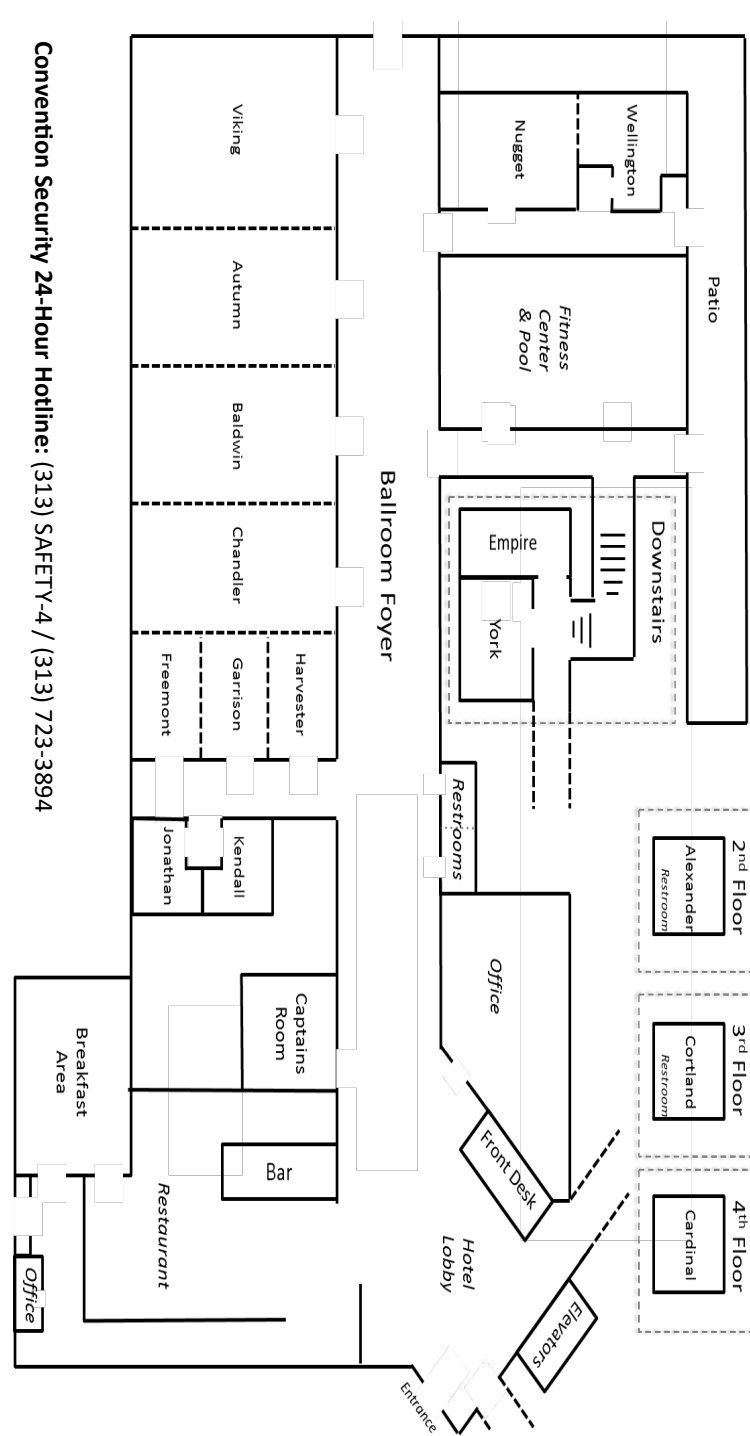 Convention Security 24-Hour Hotline: (313) SAFETY-4 / (313) 723-3894
Viking
Autumn
Baldwin
Chandler
Freemont
Garrison
Harvester
Ballroom Foyer
Nugget
Wellington
Patio
Fitness
Center
& Pool
Downstairs
Empire
York
Restrooms
Jonathan
Kendall
Captains
Room
Breakfast
Area
Office
2nd Floor
Alexander
Restroom
3rd Floor
Cortland
Restroom
4th Floor
Cardinal
Front Desk
Bar
Restaurant
Hotel
Lobby
Elevators
Office
Entrance